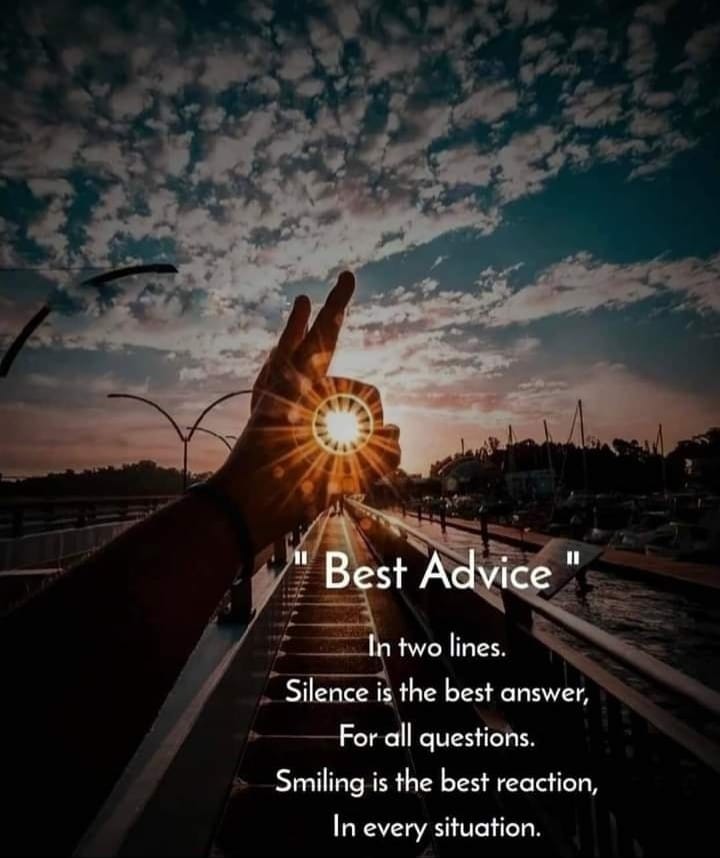 " Best Advice "
In two lines.
Silence is the best answer,
For all questions.
Smiling is the best reaction,
In every situation.